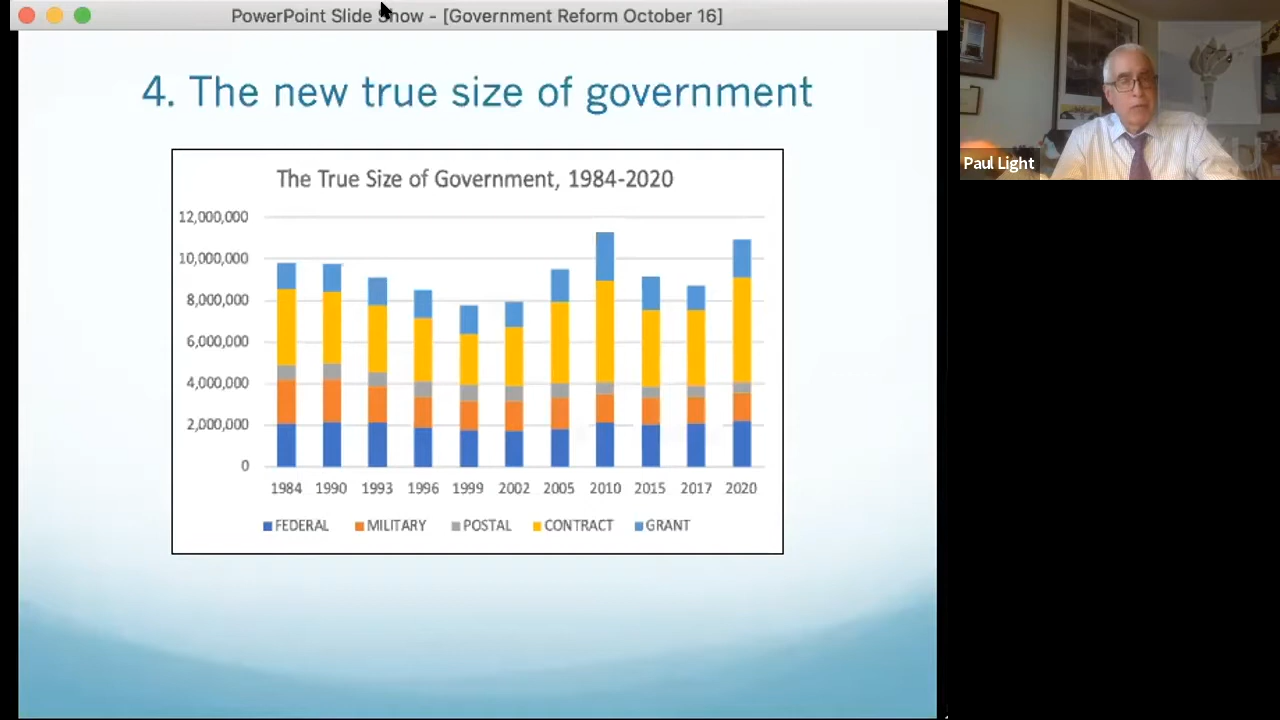 PowerPoint Slide Show - [Government Reform October 16]
4. The new true size of government
The True Size of Government, 1984-2020
12,000,000
10,000,000
8,000,000
6,000,000
4,000,000
2,000,000
0
1984 1990 1993 1996 1999 2002 2005 2010 2015 2017 2020
FEDERAL MILITARY POSTAL CONTRACT GRANT
Paul Light